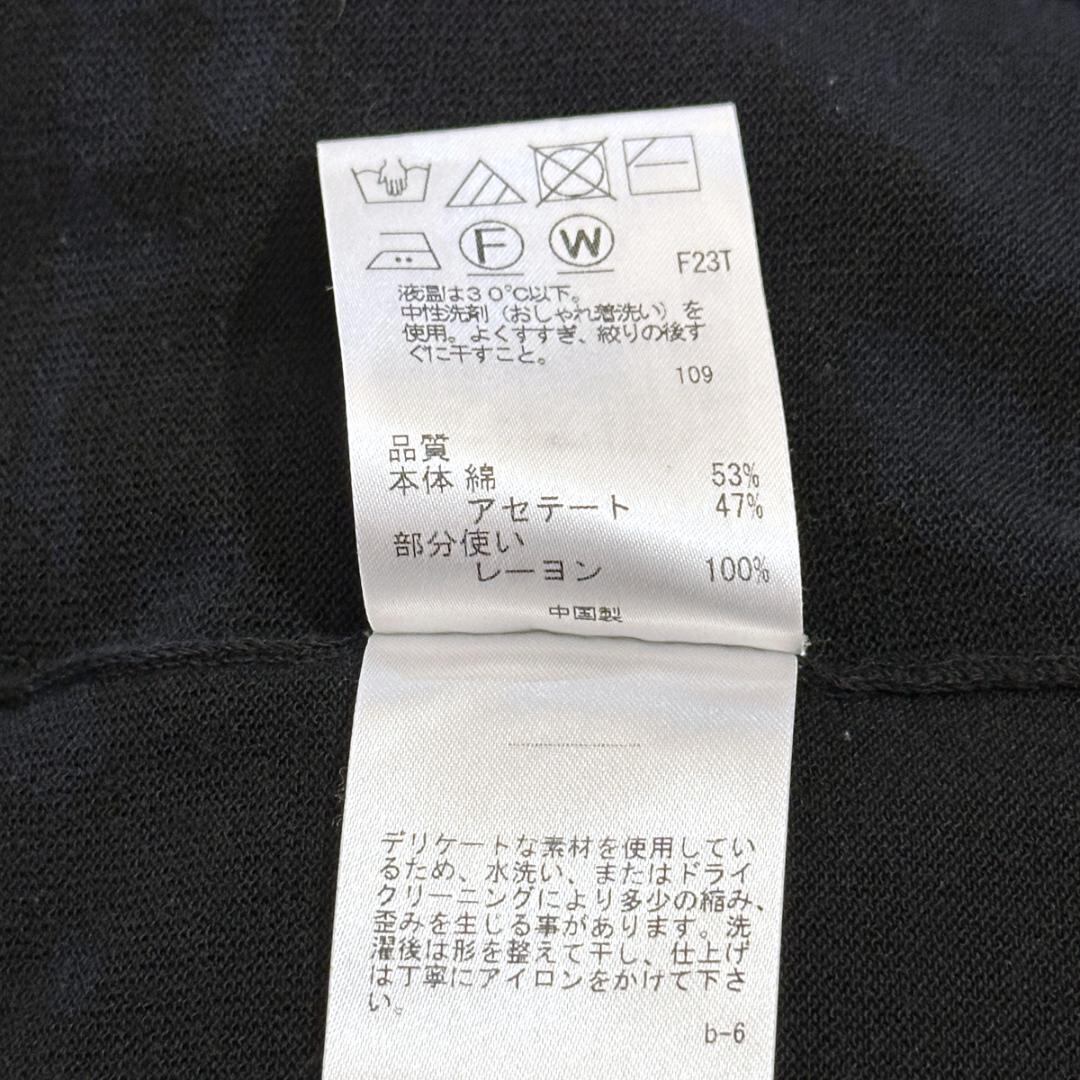 F W F23T
液温は30℃以下。
中性洗剤（おしゃれ着洗い）を
使用。よくすすぎ、絞りの後す
ぐに干すこと。
109
品質
本体 綿 53%
アセテート 47%
部分使い
レーヨン 100%
中国製
デリケートな素材を使用してい
るため、水洗い、またはドライ
クリーニングにより多少の縮み、
歪みを生じる事があります。洗
濯後は形を整えて干し、仕上げ
は丁寧にアイロンをかけて下さ
い。
b-6